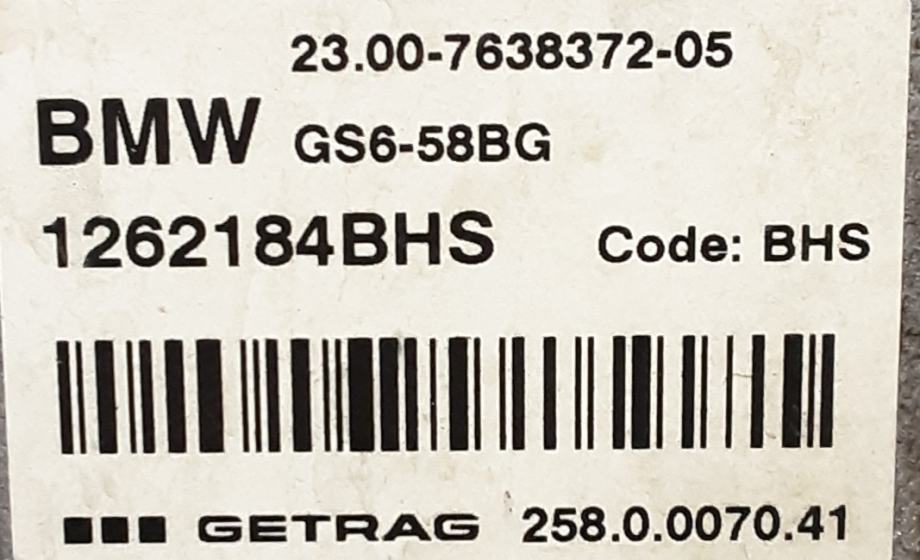 23.00-7638372-05
BMW GS6-58BG
1262184BHS Code: BHS
GETRAG 258.0.0070.41